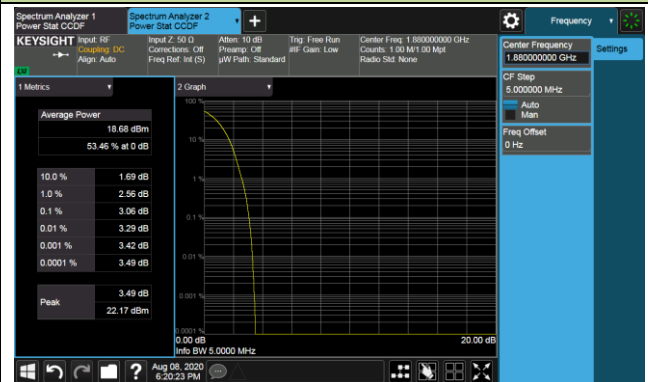 Spectrum Analyzer 1
Power Stat CCDF
Spectrum Analyzer 2
Power Stat CCDF
Frequency
KEYSIGHT
Input: RF
Coupling: DC
Align: Auto
Input Z: 50 Ω
Corrections: Off
Freq Ref: Int (S)
Atten: 10 dB
Preamp: Off
µW Path: Standard
Trig: Free Run
#IF Gain: Low
Center Freq: 1.880000000 GHz
Counts: 1.00 M/1.00 Mpt
Radio Std: None
Center Frequency
1.880000000 GHz
Settings
CF Step
5.000000 MHz
Auto
Man
Freq Offset
0 Hz
1 Metrics
2 Graph
Average Power
18.68 dBm
53.46 % at 0 dB
10.0 % 1.69 dB
1.0 % 2.56 dB
0.1 % 3.06 dB
0.01 % 3.29 dB
0.001 % 3.42 dB
0.0001 % 3.49 dB
Peak
3.49 dB
22.17 dBm
100 %
10 %
1 %
0.1 %
0.01 %
0.001 %
0.0001 %
0.00 dB
20.00 dB
Info BW 5.0000 MHz
Aug 08, 2020
6:20:23 PM